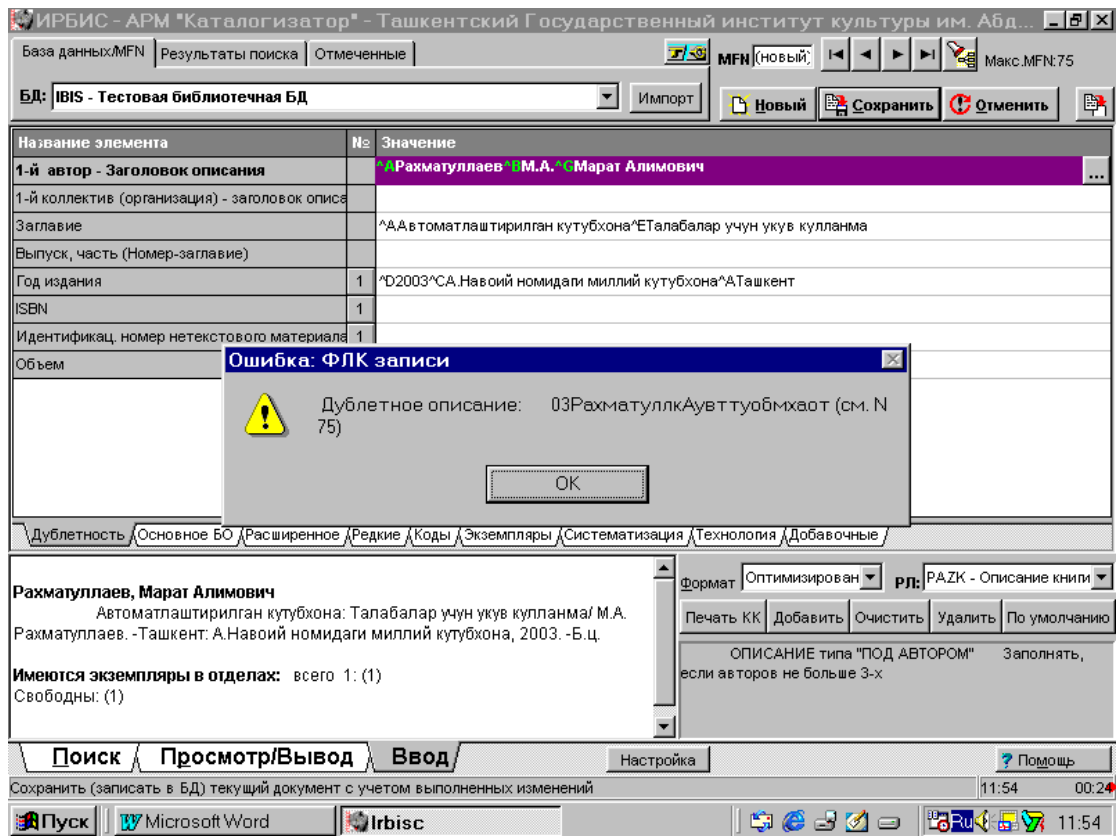 ИРБИС - АРМ "Каталогизатор" - Ташкентский Государственный институт культуры им. Абд...
База данных/MFN Результаты поиска Отмеченные MFN (новый) Макс.MFN:75
БД: IBIS - Тестовая библиотечная БД Импорт Новый Сохранить Отменить
Название элемента № Значение
1-й автор - Заголовок описания ^AРахматуллаев^BМ.А.^GМарат Алимович ...
1-й коллектив (организация) - заголовок описа
Заглавие ^AАвтоматлаштирилган кутубхона^EТалабалар учун укув кулланма
Выпуск, часть (Номер-заглавие)
Год издания 1 ^D2003^CА.Навоий номидаги миллий кутубхона^AТашкент
ISBN 1
Идентификац. номер нетекстового материала 1
Объем
Ошибка: ФЛК записи
Дублетное описание: 03РахматуллкАувттуобмхаот (см. N
75)
OK
Дублетность Основное БО Расширенное Редкие Коды Экземпляры Систематизация Технология Добавочные
Формат Оптимизирован РЛ: PAZK - Описание книги
Рахматуллаев, Марат Алимович
Автоматлаштирилган кутубхона: Талабалар учун укув кулланма/ М.А.
Рахматуллаев. -Ташкент: А.Навоий номидаги миллий кутубхона, 2003. -Б.ц.
Имеются экземпляры в отделах: всего 1: (1)
Свободны: (1)
Печать КК Добавить Очистить Удалить По умолчанию
ОПИСАНИЕ типа "ПОД АВТОРОМ" Заполнять,
если авторов не больше 3-х
Поиск Просмотр/Вывод Ввод Настройка ? Помощь
Сохранить (записать в БД) текущий документ с учетом выполненных изменений 11:54 00:24
Пуск Microsoft Word Irbisc Ru 11:54